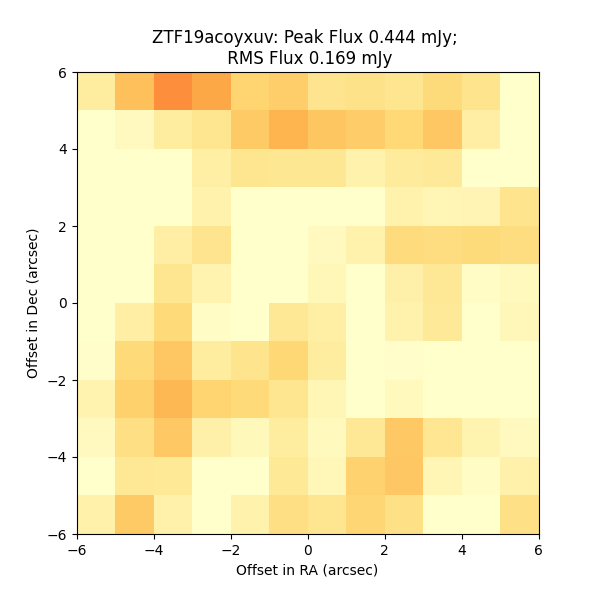 ZTF19acoyxuv: Peak Flux 0.444 mJy;
RMS Flux 0.169 mJy
6
4
2
0
−2
−4
−6
Offset in Dec (arcsec)
−6 −4 −2 0 2 4 6
Offset in RA (arcsec)